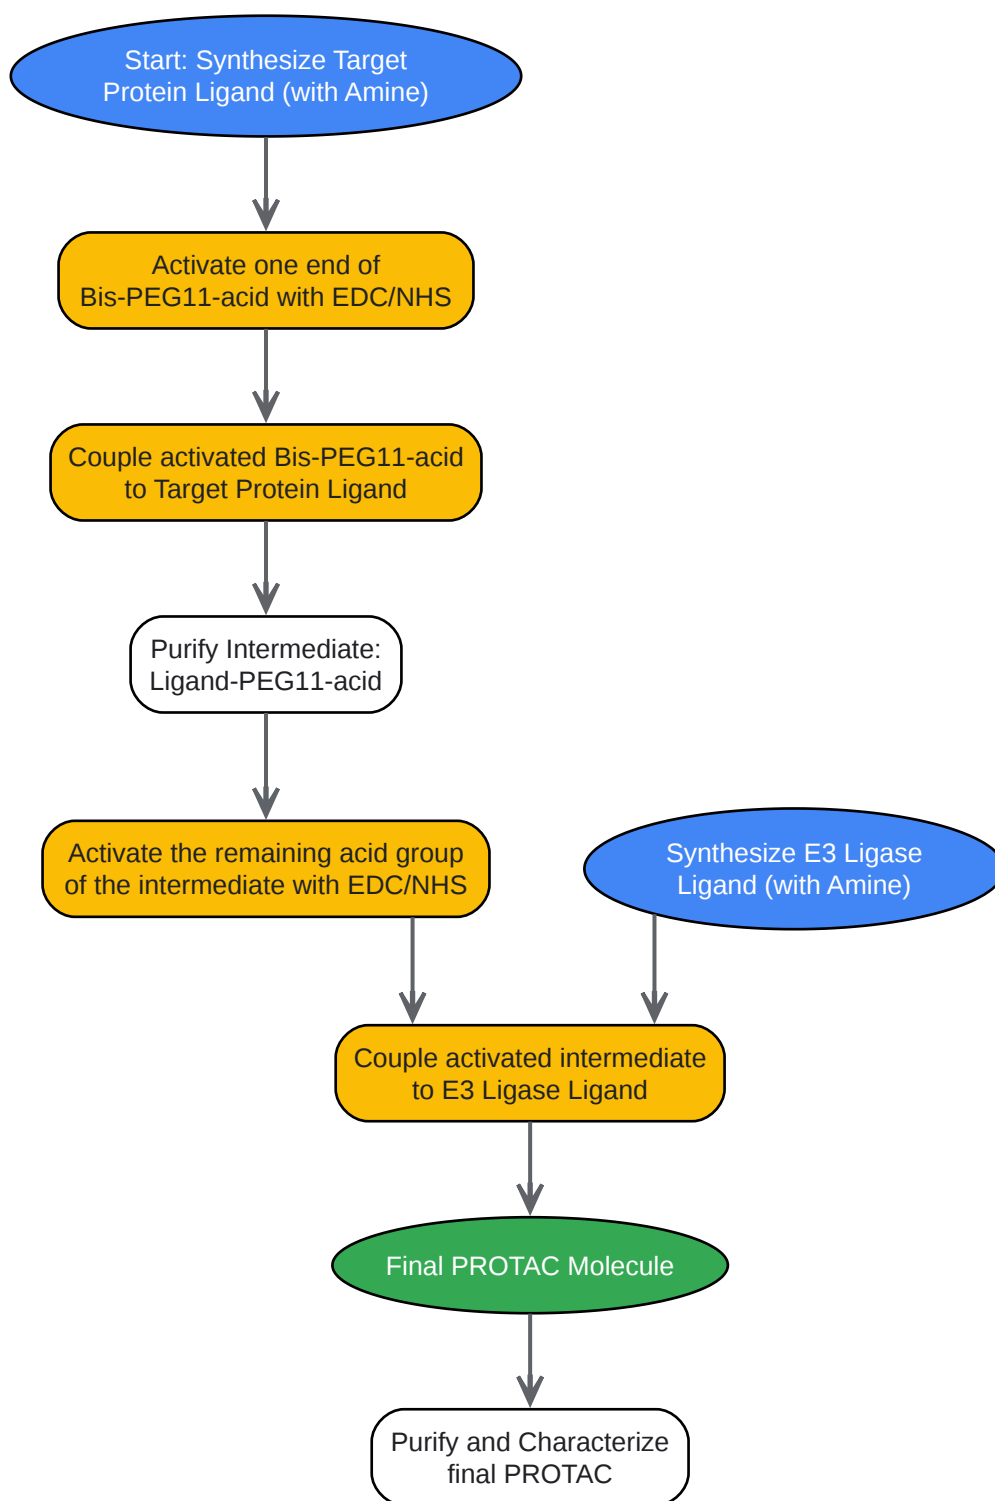 Start: Synthesize Target
Protein Ligand (with Amine)
Activate one end of
Bis-PEG11-acid with EDC/NHS
Couple activated Bis-PEG11-acid
to Target Protein Ligand
Purify Intermediate:
Ligand-PEG11-acid
Activate the remaining acid group
of the intermediate with EDC/NHS
Synthesize E3 Ligase
Ligand (with Amine)
Couple activated intermediate
to E3 Ligase Ligand
Final PROTAC Molecule
Purify and Characterize
final PROTAC